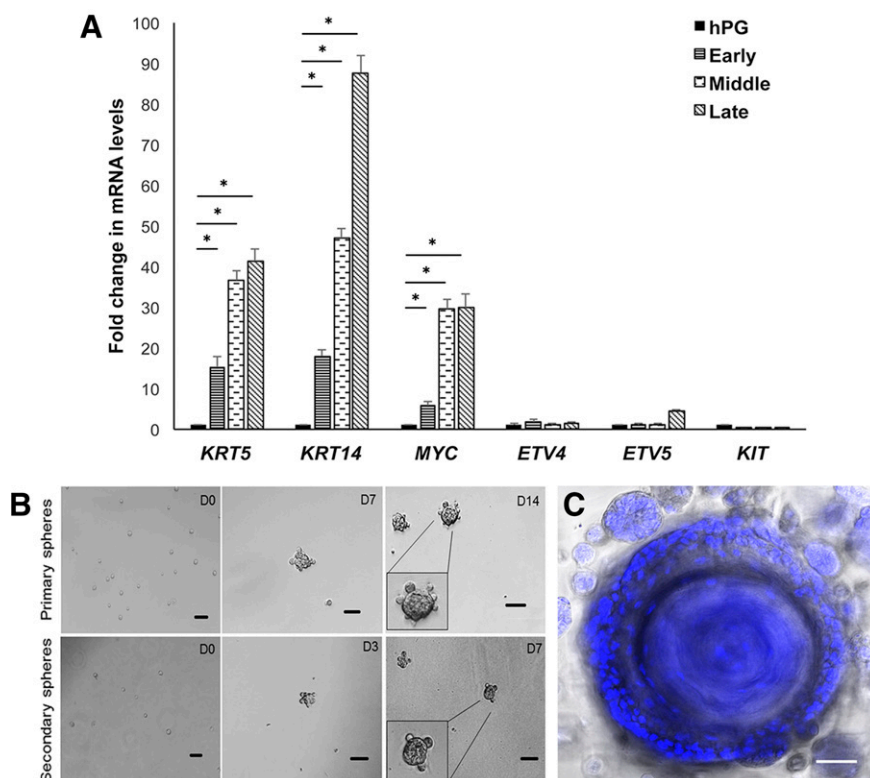 A
Fold change in mRNA levels
100
90
80
70
60
50
40
30
20
10
0
* * *
* * *
* * *
hPG
Early
Middle
Late
KRT5 KRT14 MYC ETV4 ETV5 KIT
B
Primary spheres
D0 D7 D14
Secondary spheres
D0 D3 D7
C